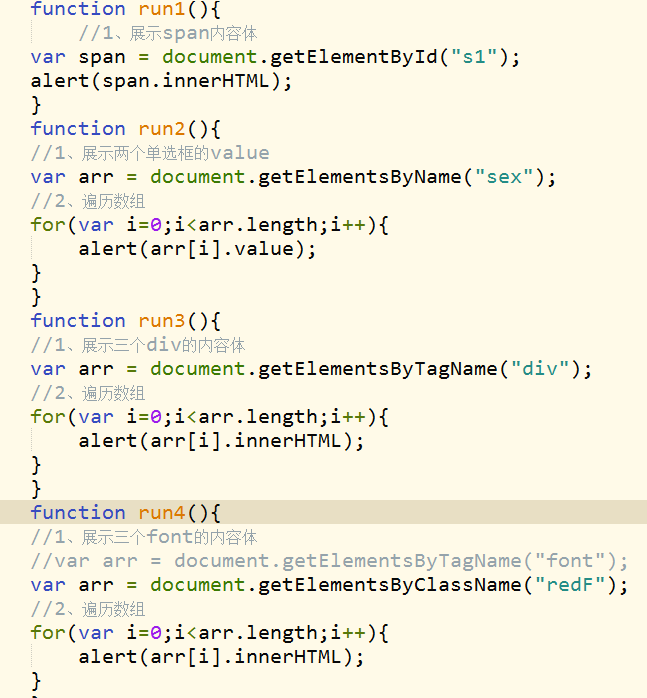 function run1(){
//1、展示span内容体
var span = document.getElementById("s1");
alert(span.innerHTML);
}
function run2(){
//1、展示两个单选框的value
var arr = document.getElementsByName("sex");
//2、遍历数组
for(var i=0;i<arr.length;i++){
alert(arr[i].value);
}
}
function run3(){
//1、展示三个div的内容体
var arr = document.getElementsByTagName("div");
//2、遍历数组
for(var i=0;i<arr.length;i++){
alert(arr[i].innerHTML);
}
}
function run4(){
//1、展示三个font的内容体
//var arr = document.getElementsByTagName("font");
var arr = document.getElementsByClassName("redF");
//2、遍历数组
for(var i=0;i<arr.length;i++){
alert(arr[i].innerHTML);
}